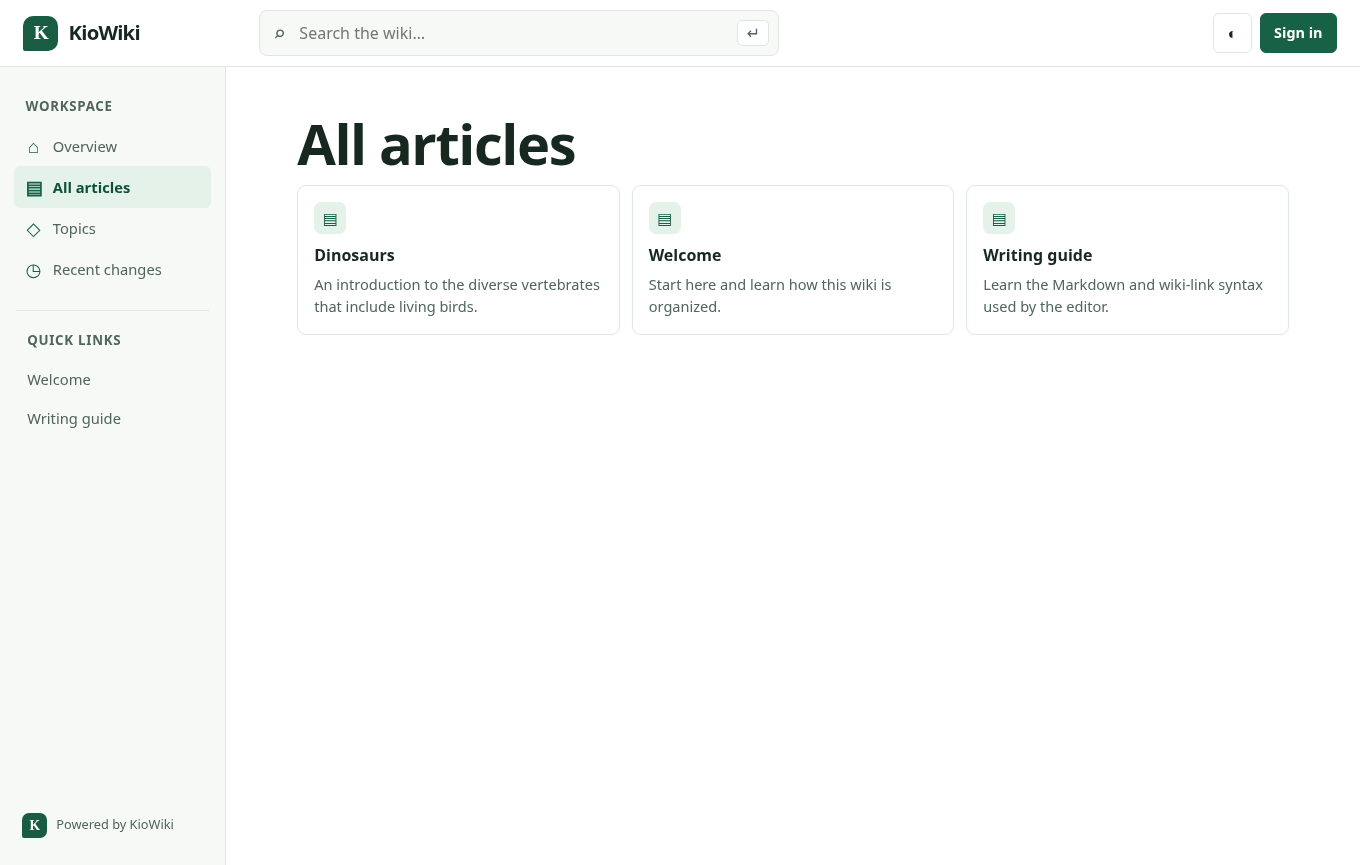 K KioWiki
Search the wiki...
Sign in
WORKSPACE
Overview
All articles
Topics
Recent changes
QUICK LINKS
Welcome
Writing guide
K Powered by KioWiki
All articles
Dinosaurs
An introduction to the diverse vertebrates
that include living birds.
Welcome
Start here and learn how this wiki is
organized.
Writing guide
Learn the Markdown and wiki-link syntax
used by the editor.